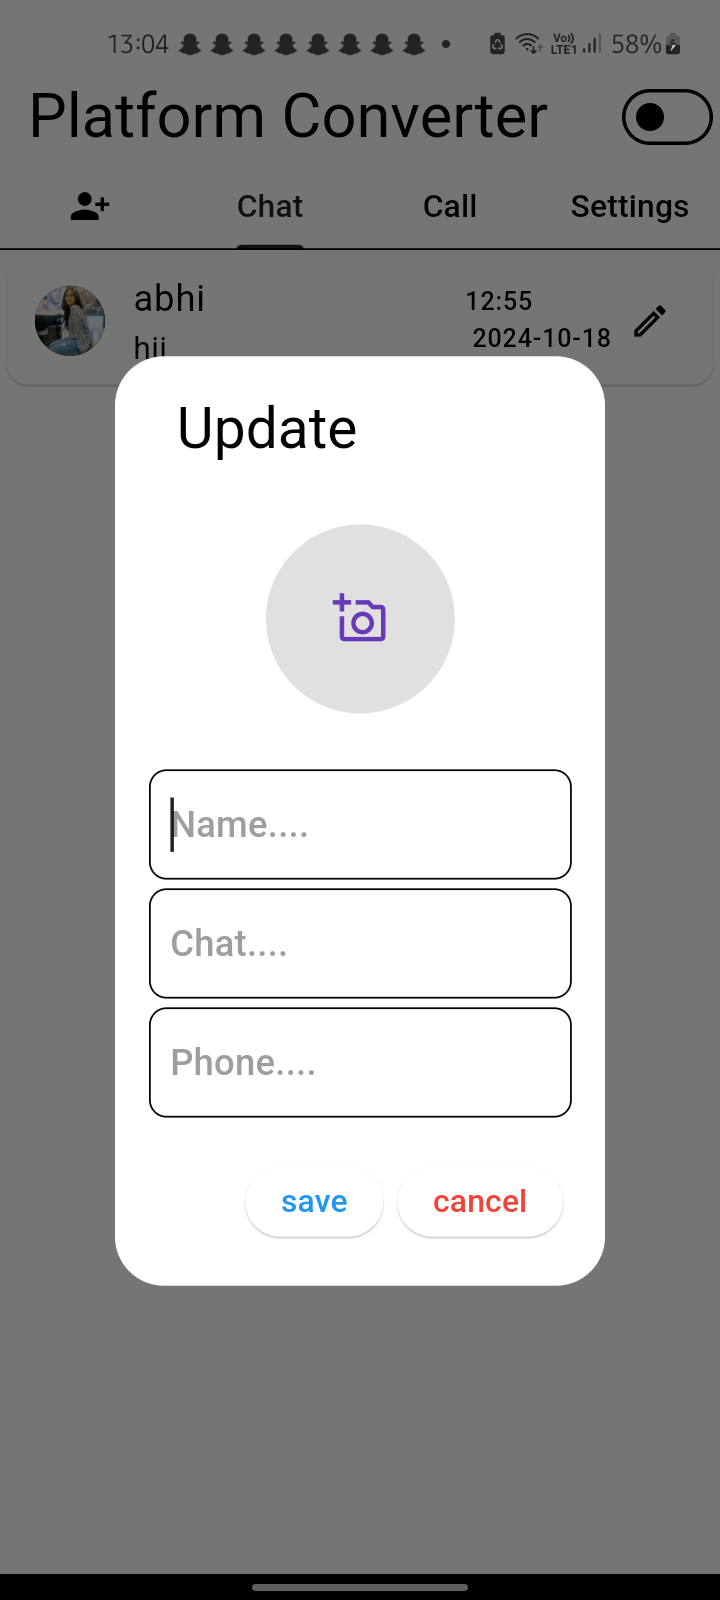 13:04 Vo)) LTE1 58%
Platform Converter
Chat Call Settings
abhi 12:55
hii 2024-10-18
Update
Name....
Chat....
Phone....
save cancel